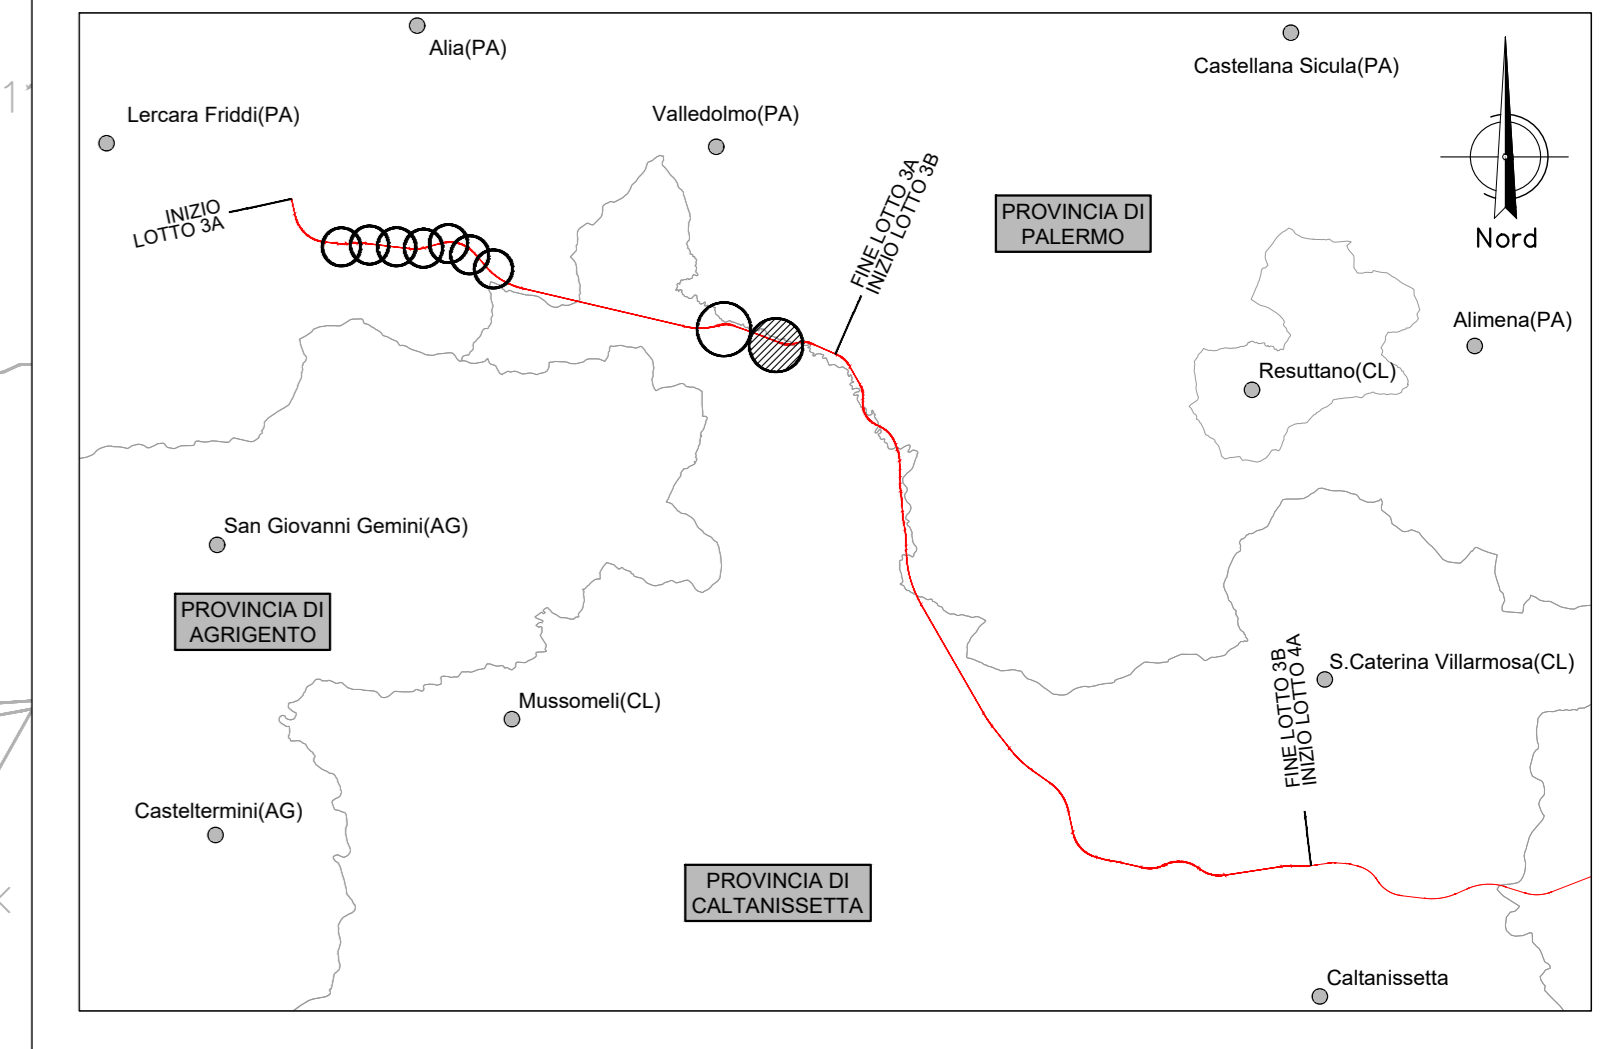 Alia(PA)
Castellana Sicula(PA)
Lercara Friddi(PA)
Valledolmo(PA)
INIZIO
LOTTO 3A
FINE LOTTO 3A
INIZIO LOTTO 3B
PROVINCIA DI
PALERMO
Nord
Alimena(PA)
Resuttano(CL)
San Giovanni Gemini(AG)
PROVINCIA DI
AGRIGENTO
Mussomeli(CL)
FINE LOTTO 3B
INIZIO LOTTO 4A
S.Caterina Villarmosa(CL)
Casteltermini(AG)
PROVINCIA DI
CALTANISSETTA
Caltanissetta